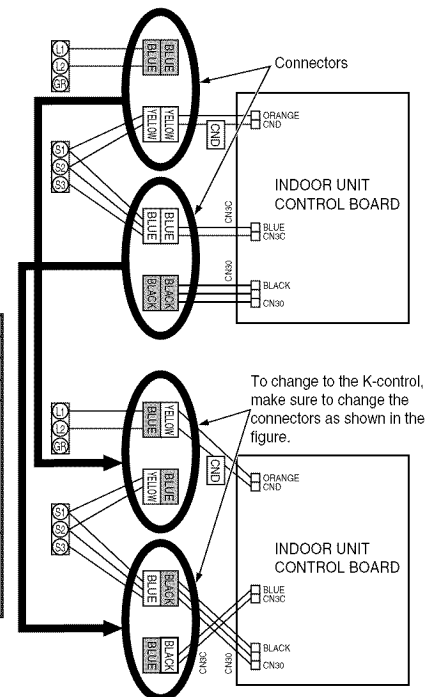 L1
L2
GR
BLUE
BLUE
Connectors
YELLOW
YELLOW
CND
ORANGE
CND
S1
S2
S3
INDOOR UNIT
CONTROL BOARD
BLUE
BLUE
CN3C
BLUE
CN3C
BLACK
BLACK
CN30
BLACK
CN30
To change to the K-control,
make sure to change the
connectors as shown in the
figure.
L1
L2
GR
BLUE
YELLOW
YELLOW
BLUE
CND
ORANGE
CND
S1
S2
S3
INDOOR UNIT
CONTROL BOARD
BLUE
BLACK
BLUE
CN3C
BLUE
BLACK
CN3C
CN30
BLACK
CN30